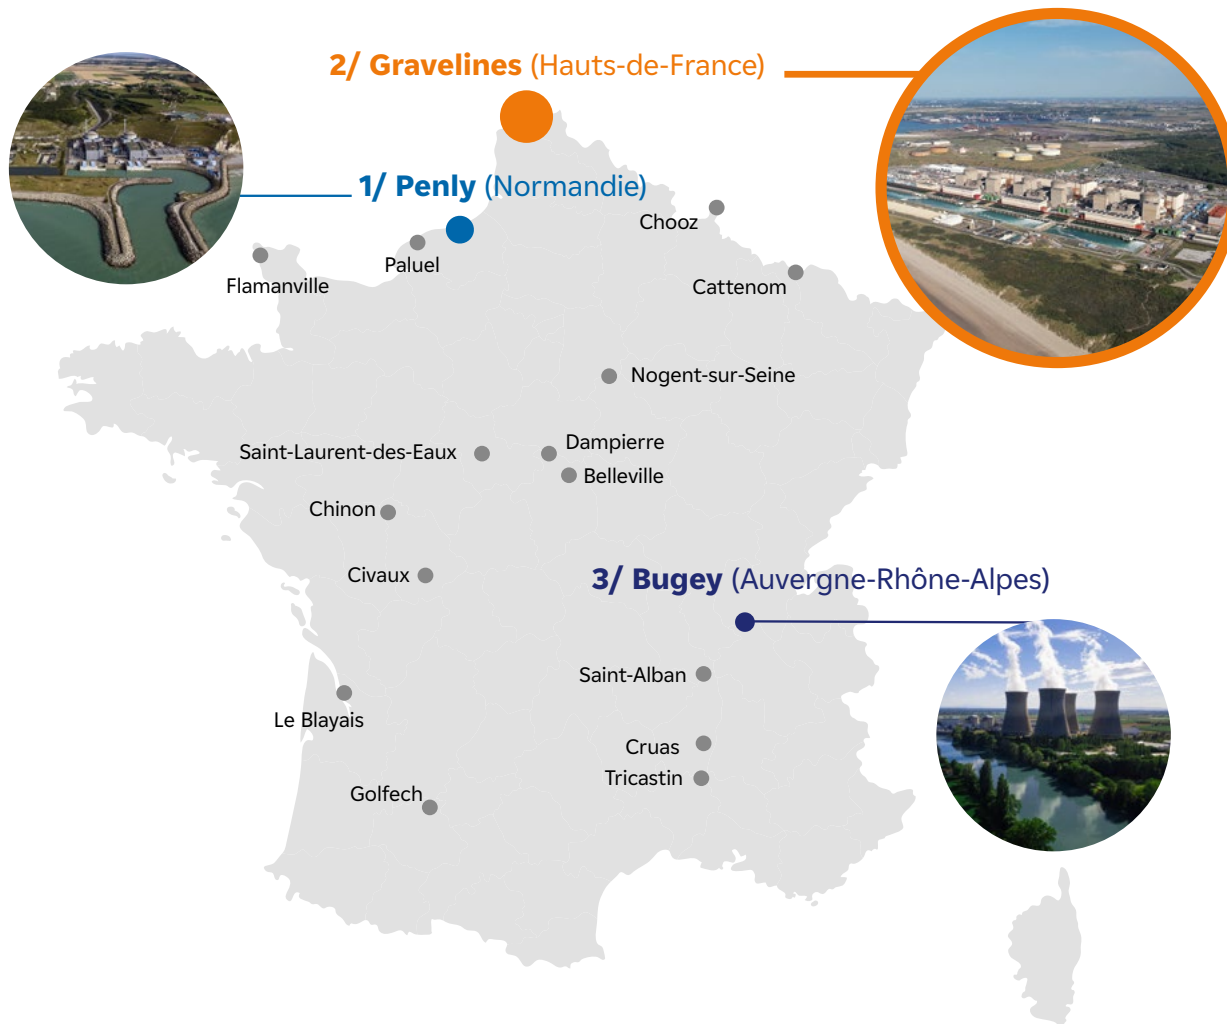 2/ Gravelines (Hauts-de-France)
1/ Penly (Normandie)
Chooz
Paluel
Flamanville
Cattenom
Nogent-sur-Seine
Dampierre
Saint-Laurent-des-Eaux
Belleville
Chinon
Civaux
3/ Bugey (Auvergne-Rhône-Alpes)
Saint-Alban
Le Blayais
Cruas
Tricastin
Golfech